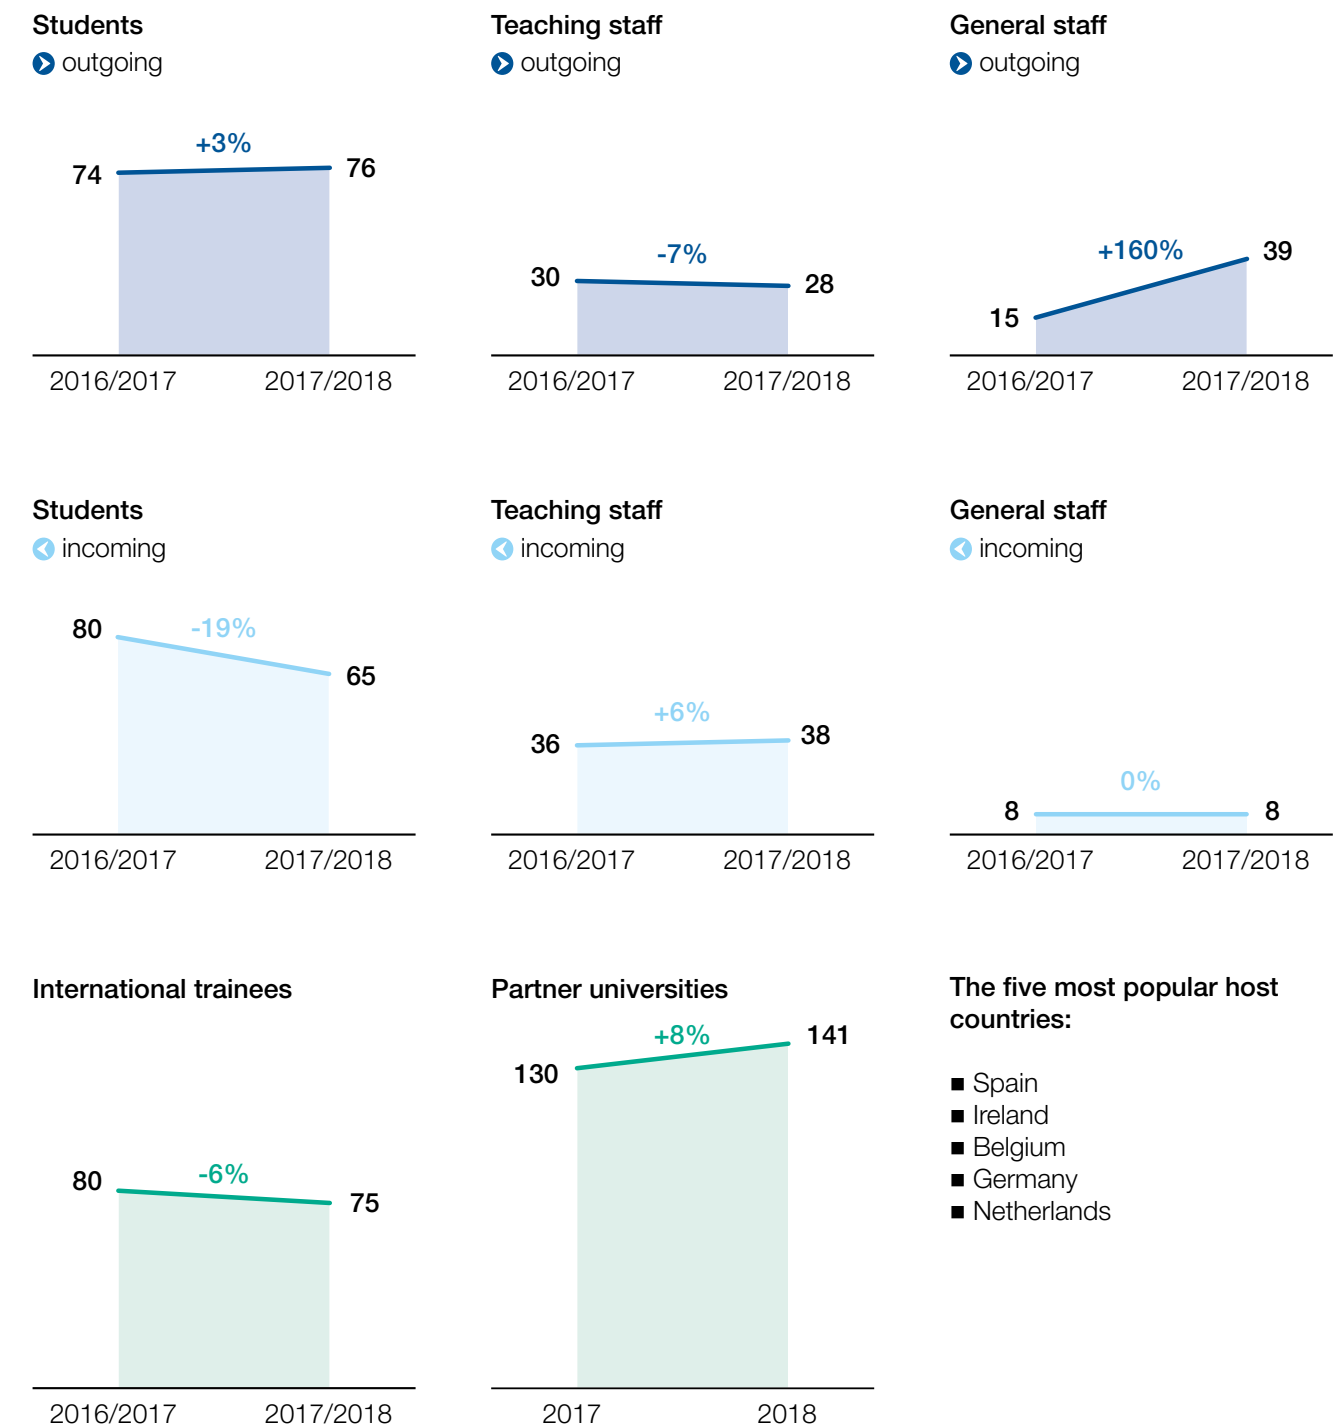 Students
outgoing
+3%
74
76
2016/2017
2017/2018
Teaching staff
outgoing
-7%
30
28
2016/2017
2017/2018
General staff
outgoing
+160%
15
39
2016/2017
2017/2018
Students
incoming
80
-19%
65
2016/2017
2017/2018
Teaching staff
incoming
+6%
36
38
2016/2017
2017/2018
General staff
incoming
0%
8
8
2016/2017
2017/2018
International trainees
80
-6%
75
2016/2017
2017/2018
Partner universities
+8%
130
141
2017
2018
The five most popular host
countries:
■ Spain
■ Ireland
■ Belgium
■ Germany
■ Netherlands